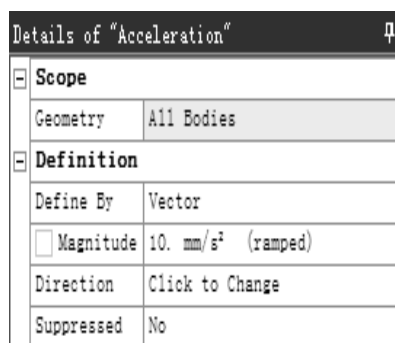 Details of "Acceleration"
Scope
Geometry All Bodies
Definition
Define By Vector
Magnitude 10. mm/s² (ramped)
Direction Click to Change
Suppressed No